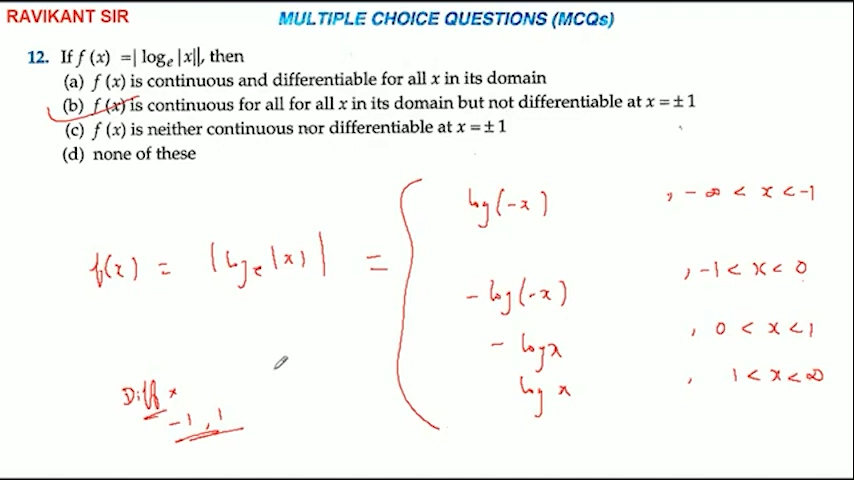 RAVIKANT SIR
MULTIPLE CHOICE QUESTIONS (MCQs)
12. If f (x) =| logₑ |x||, then
(a) f (x) is continuous and differentiable for all x in its domain
(b) f (x) is continuous for all for all x in its domain but not differentiable at x = ± 1
(c) f (x) is neither continuous nor differentiable at x = ± 1
(d) none of these
log(-x) , -∞ < x < -1
f(x) = |logₑ|x|| =
-log(-x) , -1 < x < 0
- log x , 0 < x < 1
log x , 1 < x < ∞
Diff x
-1, 1